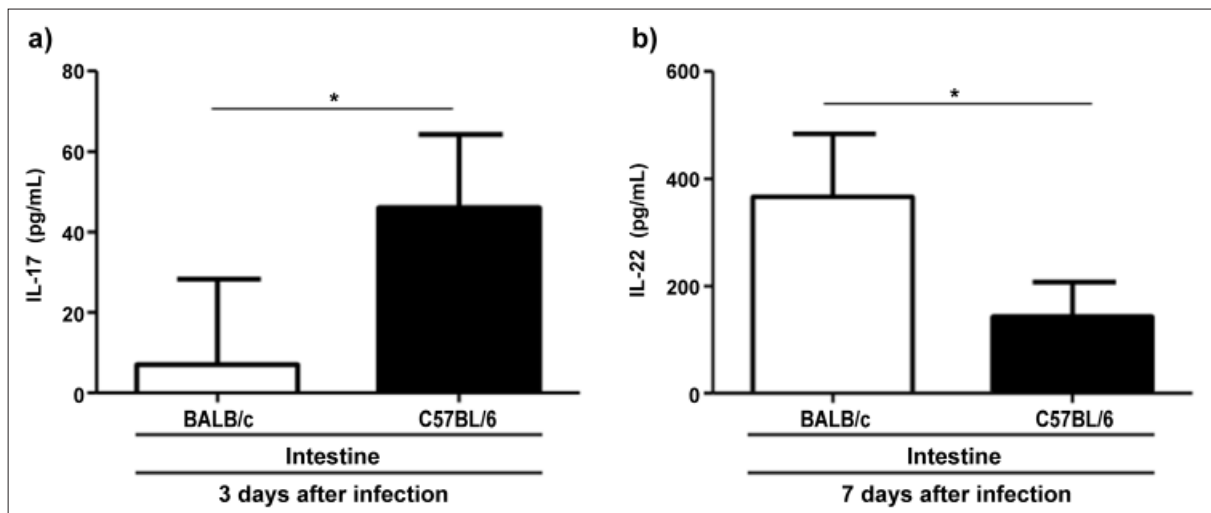 a)
IL-17 (pg/mL)
80
60
40
20
0
*
BALB/c C57BL/6
Intestine
3 days after infection
b)
IL-22 (pg/mL)
600
400
200
0
*
BALB/c C57BL/6
Intestine
7 days after infection